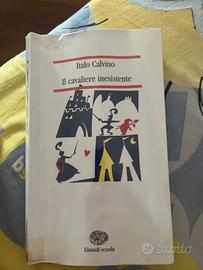 Italo Calvino
Il cavaliere inesistente
Einaudi scuola
subito